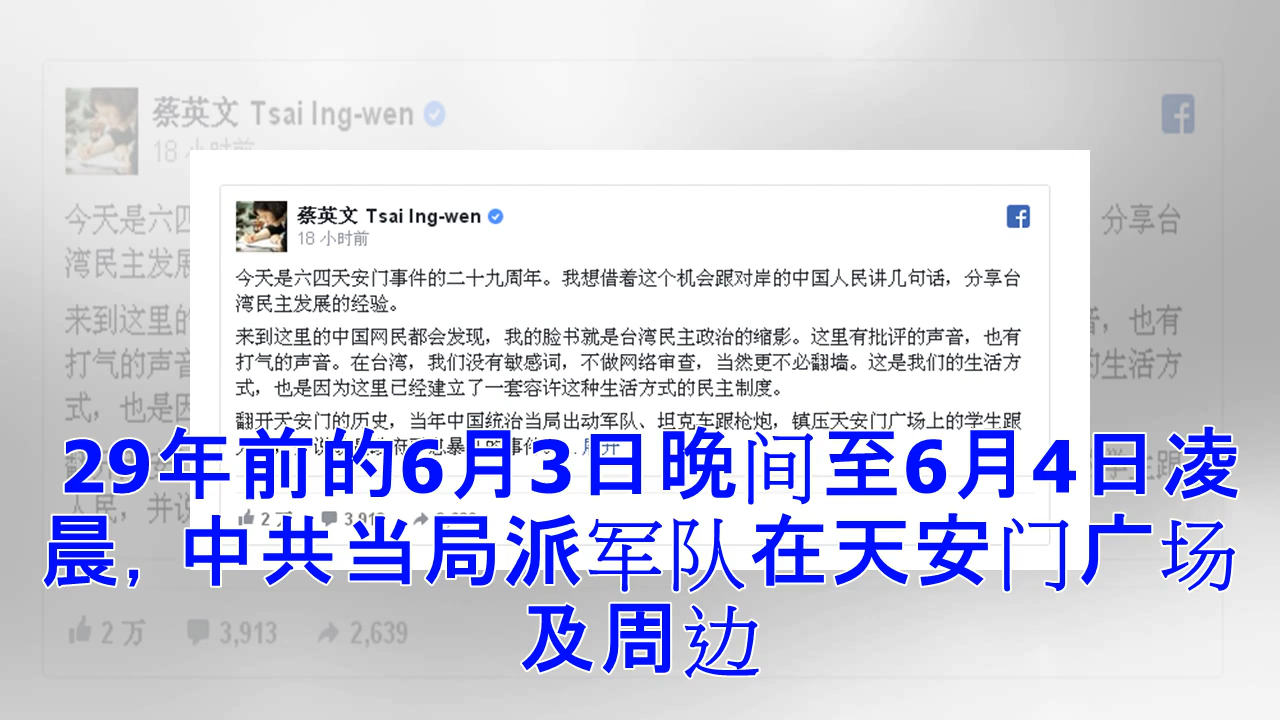 蔡英文 Tsai Ing-wen
18 小时前
今天是六四天安门事件的二十九周年。我想借着这个机会跟对岸的中国人民讲几句话，分享台
湾民主发展的经验。
来到这里的中国网民都会发现，我的脸书就是台湾民主政治的缩影。这里有批评的声音，也有
打气的声音。在台湾，我们没有敏感词，不做网络审查，当然更不必翻墙。这是我们的生活方
式，也是因为这里已经建立了一套容许这种生活方式的民主制度。
翻开天安门的历史，当年中国统治当局出动军队、坦克车跟枪炮，镇压天安门广场上的学生跟
29年前的6月3日晚间至6月4日凌
晨，中共当局派军队在天安门广场
及周边
2 万 3,913 2,639